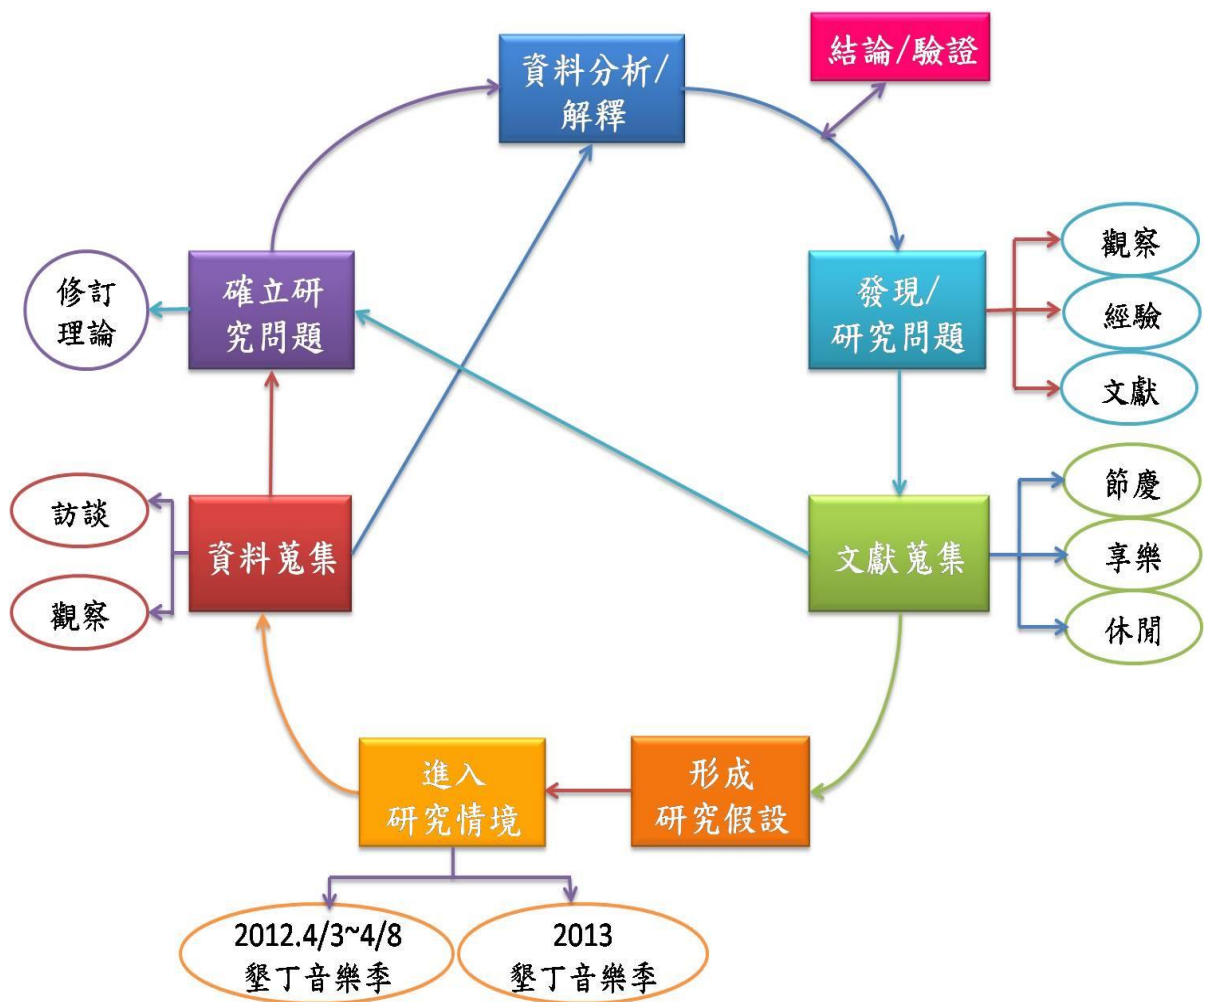 結論/驗證
資料分析/
解釋
觀察
修訂
理論
確立研
究問題
發現/
研究問題
經驗
文獻
節慶
訪談
資料蒐集
文獻蒐集
享樂
觀察
休閒
進入
研究情境
形成
研究假設
2012.4/3~4/8
墾丁音樂季
2013
墾丁音樂季